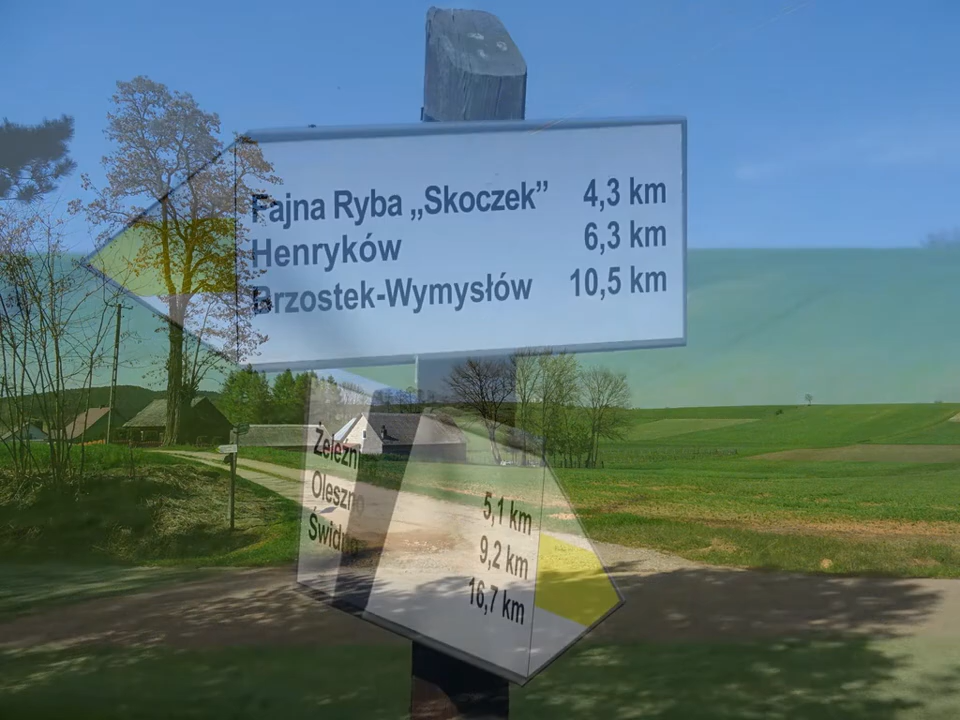 Fajna Ryba „Skoczek” 4,3 km
Henryków 6,3 km
Brzostek-Wymysłów 10,5 km
5,1 km
9,2 km
16,7 km